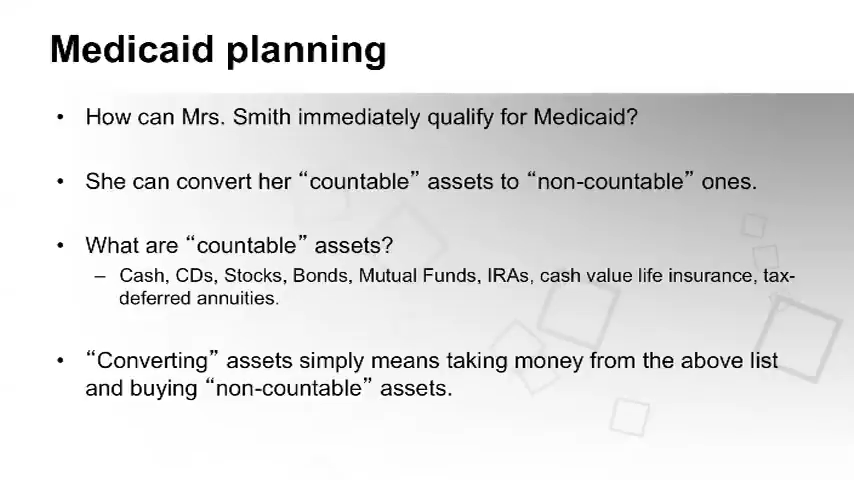 Medicaid planning
• How can Mrs. Smith immediately qualify for Medicaid?
• She can convert her “countable” assets to “non-countable” ones.
• What are “countable” assets?
– Cash, CDs, Stocks, Bonds, Mutual Funds, IRAs, cash value life insurance, tax-
deferred annuities.
• “Converting” assets simply means taking money from the above list
and buying “non-countable” assets.